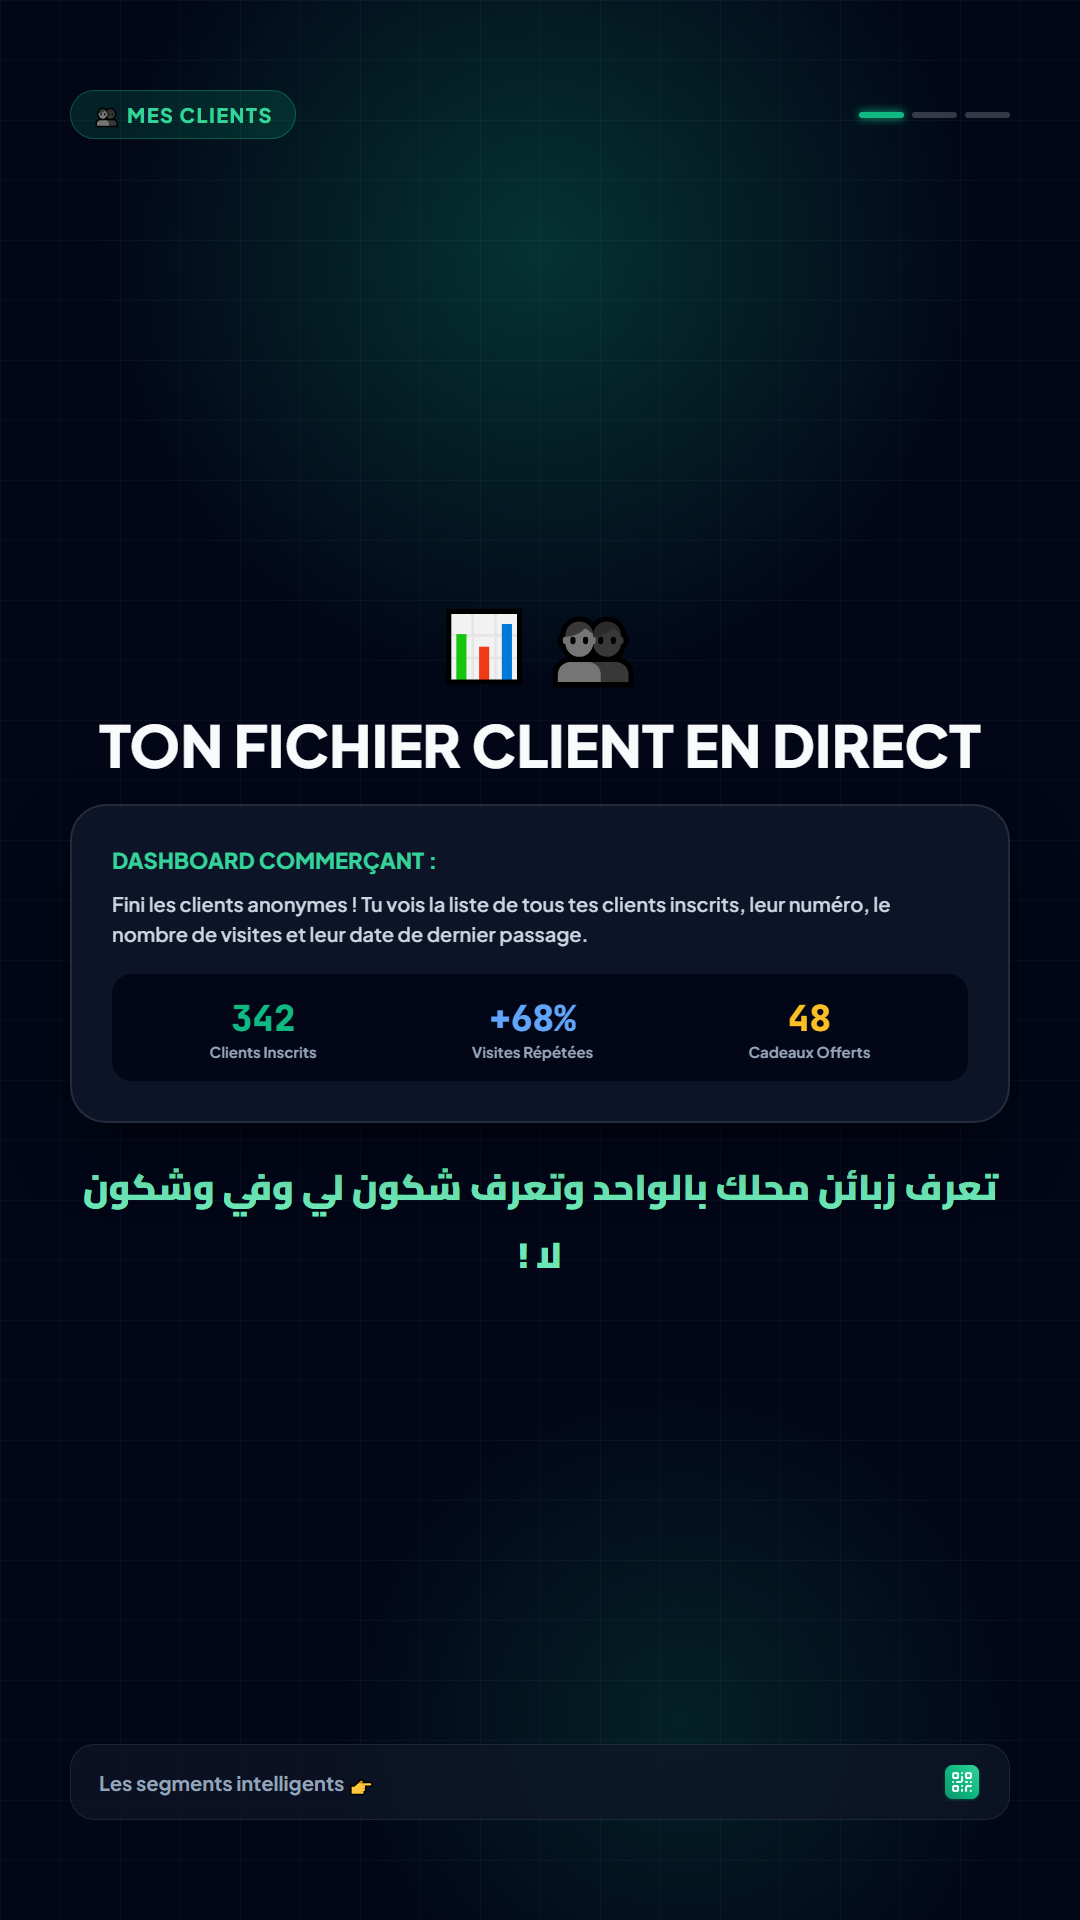 MES CLIENTS
TON FICHIER CLIENT EN DIRECT
DASHBOARD COMMERÇANT :
Fini les clients anonymes ! Tu vois la liste de tous tes clients inscrits, leur numéro, le
nombre de visites et leur date de dernier passage.
342
Clients Inscrits
+68%
Visites Répétées
48
Cadeaux Offerts
تعرف زبائن محلك بالواحد وتعرف شكون لي وفي وشكون
لا !
Les segments intelligents 👉